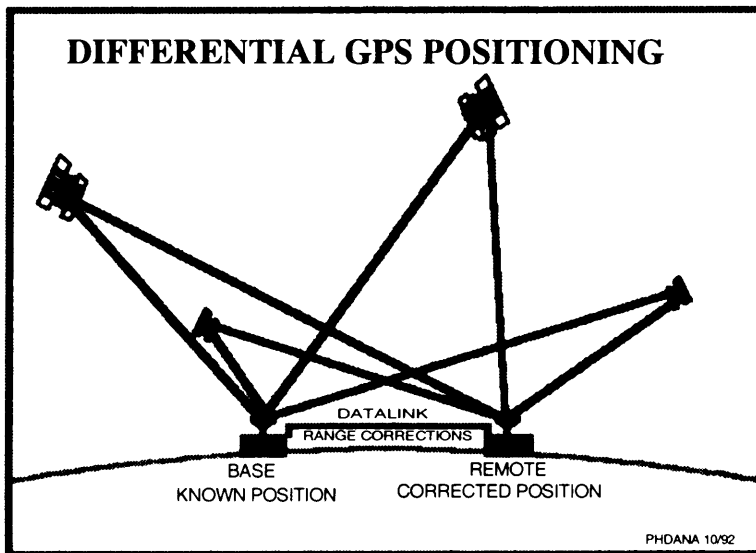 DIFFERENTIAL GPS POSITIONING
DATALINK
RANGE CORRECTIONS
BASE
KNOWN POSITION
REMOTE
CORRECTED POSITION
PHDANA 10/92